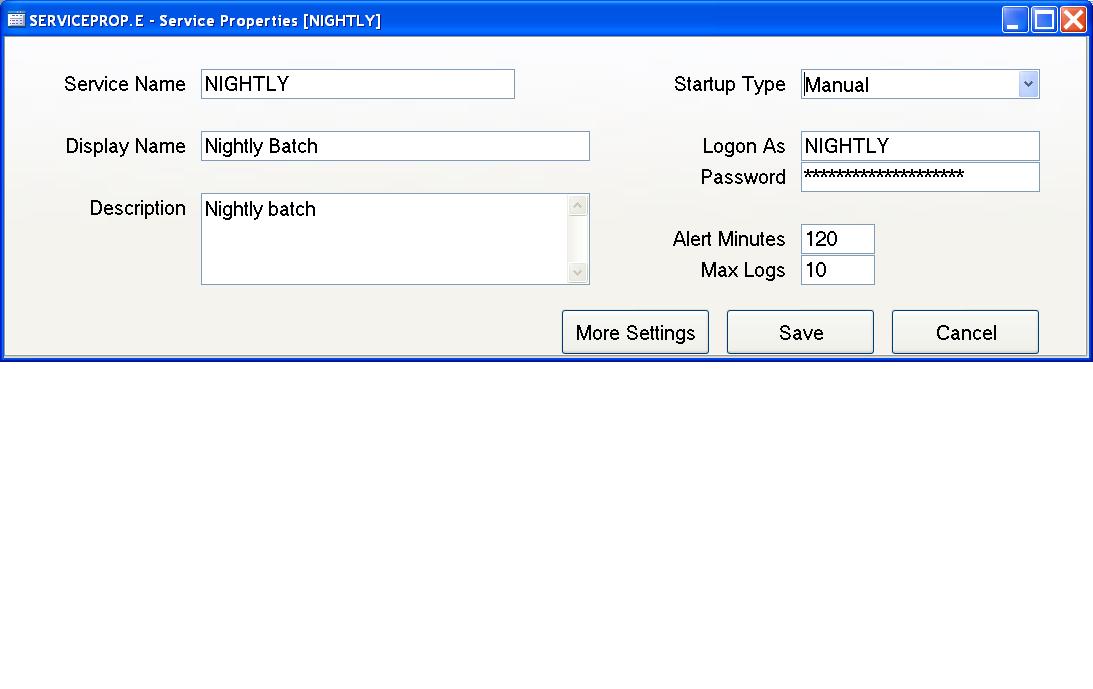 SERVICEPROP.E - Service Properties [NIGHTLY]
Service Name NIGHTLY
Startup Type Manual
Display Name Nightly Batch
Logon As NIGHTLY
Password ********************
Description Nightly batch
Alert Minutes 120
Max Logs 10
More Settings Save Cancel